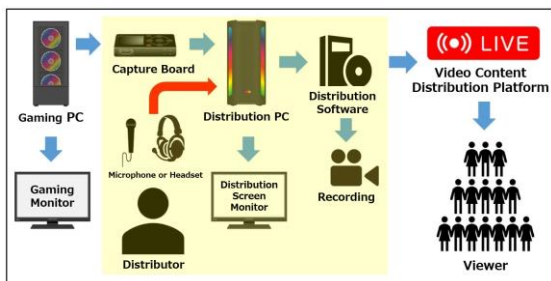 Gaming PC
Capture Board
Distribution PC
Distribution
Software
LIVE
Video Content
Distribution Platform
Microphone or Headset
Gaming
Monitor
Distribution
Screen
Monitor
Recording
Distributor
Viewer